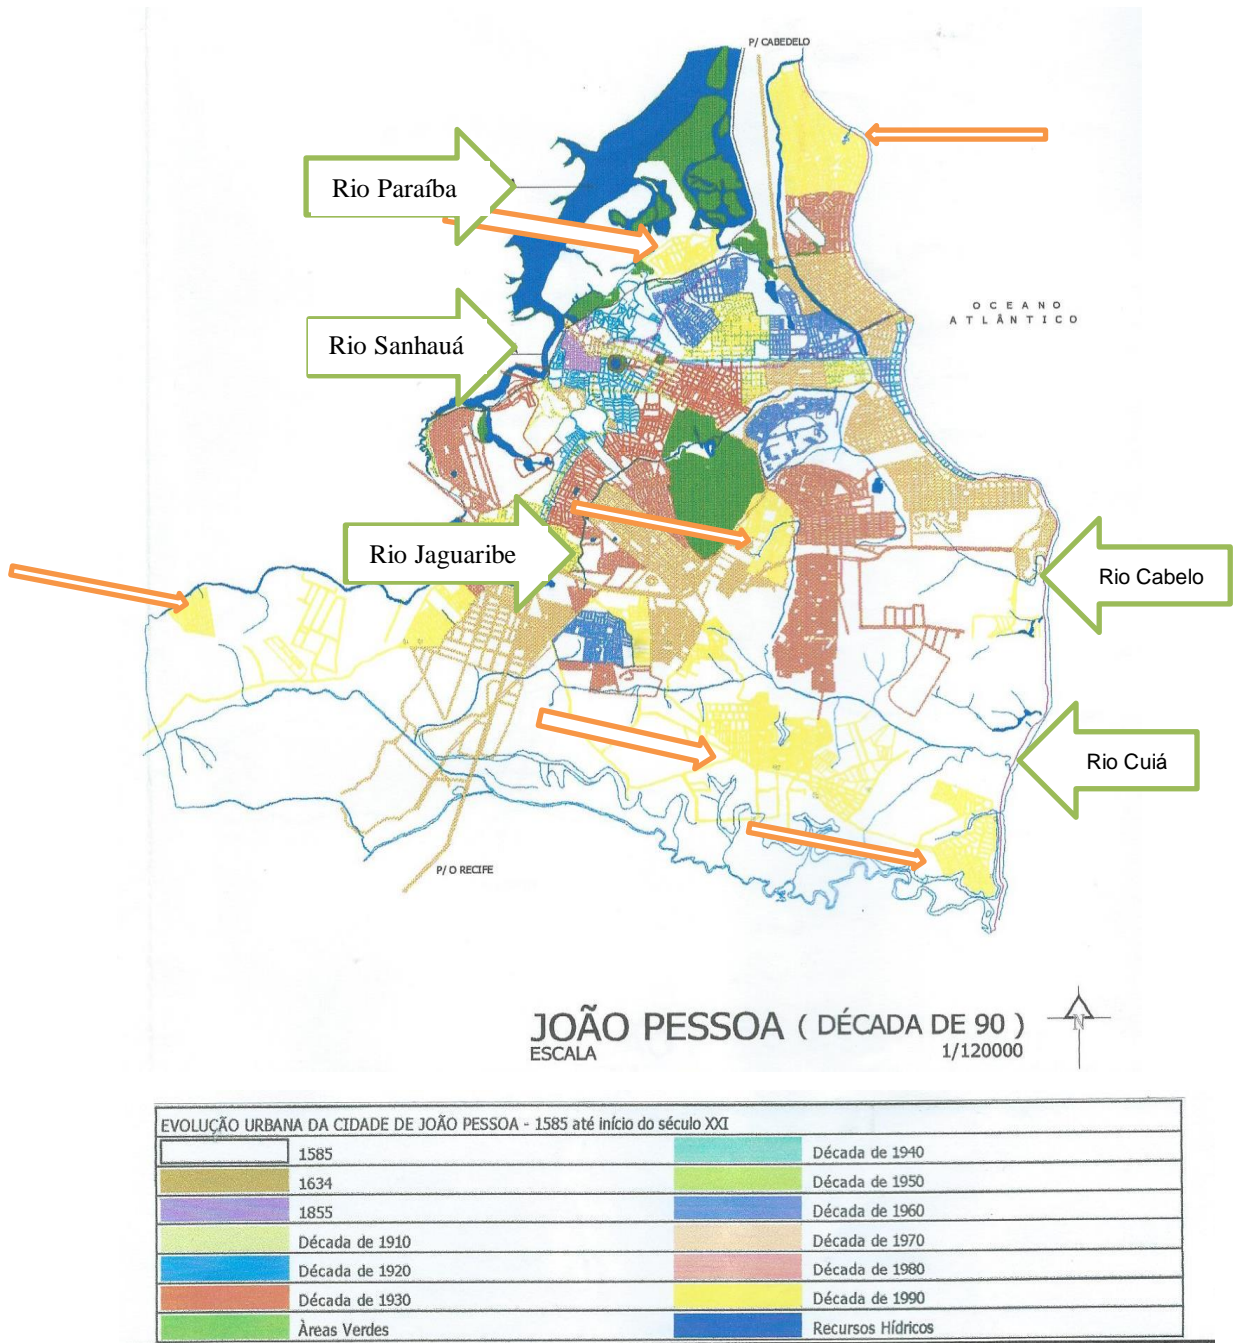 P/ CABEDELO
Rio Paraíba
OCEANO
ATLÂNTICO
Rio Sanhauá
Rio Jaguaribe
Rio Cabelo
Rio Cuiá
P/ O RECIFE
JOÃO PESSOA ( DÉCADA DE 90 )
ESCALA 1/120000
N
EVOLUÇÃO URBANA DA CIDADE DE JOÃO PESSOA - 1585 até início do século XXI
1585 Década de 1940
1634 Década de 1950
1855 Década de 1960
Década de 1910 Década de 1970
Década de 1920 Década de 1980
Década de 1930 Década de 1990
Àreas Verdes Recursos Hídricos